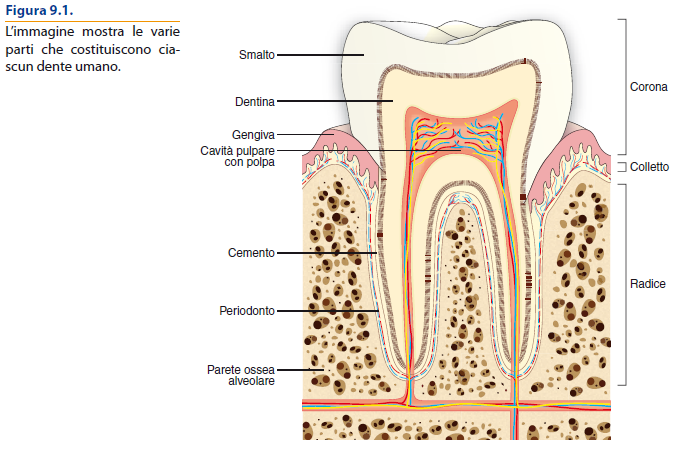 Figura 9.1.
L'immagine mostra le varie
parti che costituiscono cia-
scun dente umano.
Smalto
Dentina
Gengiva
Cavità pulpare
con polpa
Cemento
Periodonto
Parete ossea
alveolare
Corona
Colletto
Radice